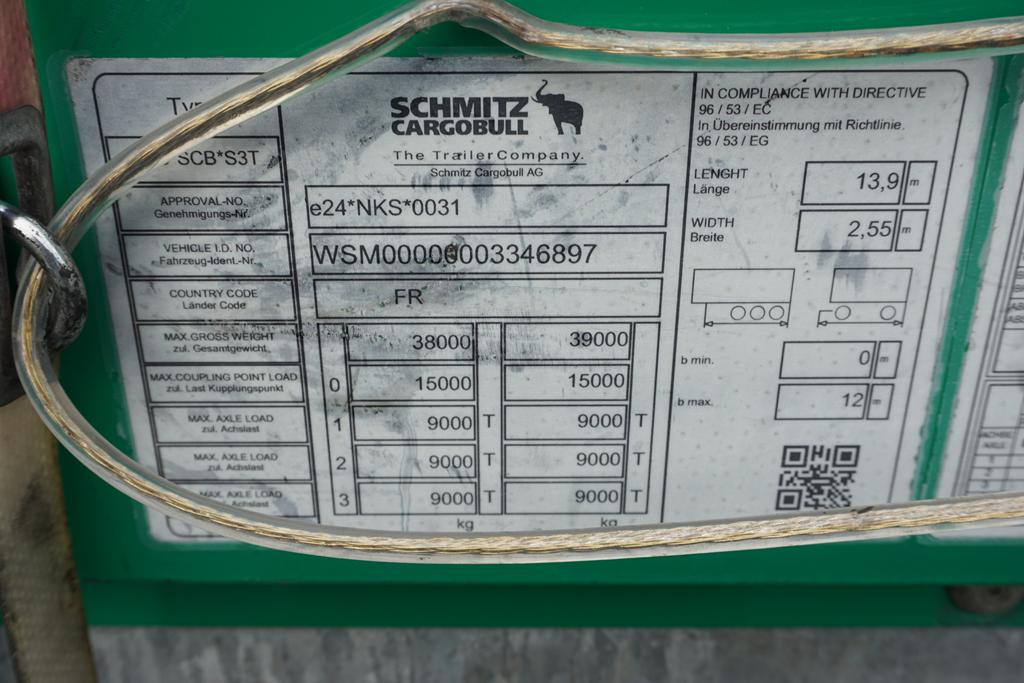 Typ
SCB*S3T
SCHMITZ
CARGOBULL
The TrailerCompany.
Schmitz Cargobull AG
APPROVAL-NO.
Genehmigungs-Nr.
e24*NKS*0031
VEHICLE I.D. NO.
Fahrzeug-Ident.-Nr.
WSM00000003346897
COUNTRY CODE
Länder Code
FR
MAX.GROSS WEIGHT
zul. Gesamtgewicht
38000 39000
MAX.COUPLING POINT LOAD
zul. Last Kupplungspunkt
0 15000 15000
MAX. AXLE LOAD
zul. Achslast
1 9000 T 9000 T
MAX. AXLE LOAD
zul. Achslast
2 9000 T 9000 T
MAX. AXLE LOAD
Achslast
3 9000 T 9000 T
kg kg
IN COMPLIANCE WITH DIRECTIVE
96 / 53 / EC
In Übereinstimmung mit Richtlinie.
96 / 53 / EG
LENGHT
Länge
13,9 m
WIDTH
Breite
2,55 m
b min. 0 m
b max. 12 m